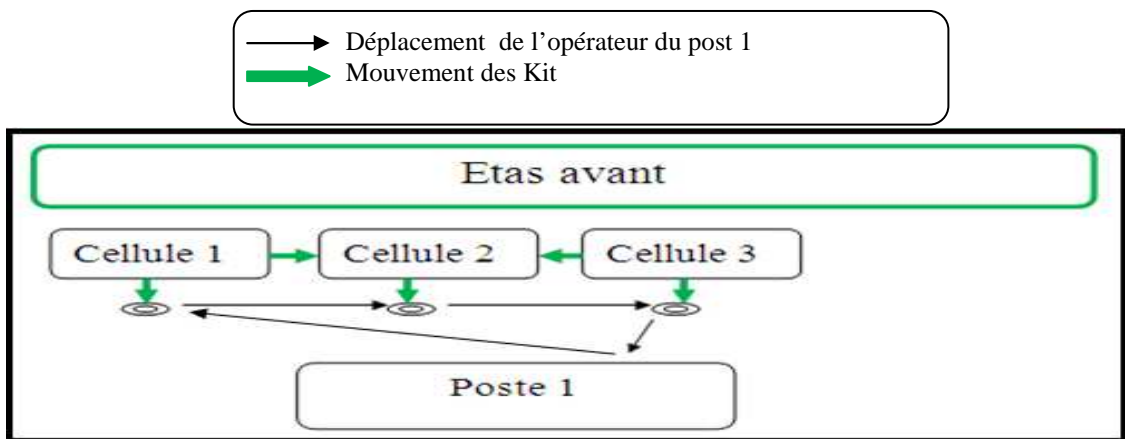 Déplacement de l’opérateur du post 1
Mouvement des Kit
Etas avant
Cellule 1
Cellule 2
Cellule 3
Poste 1